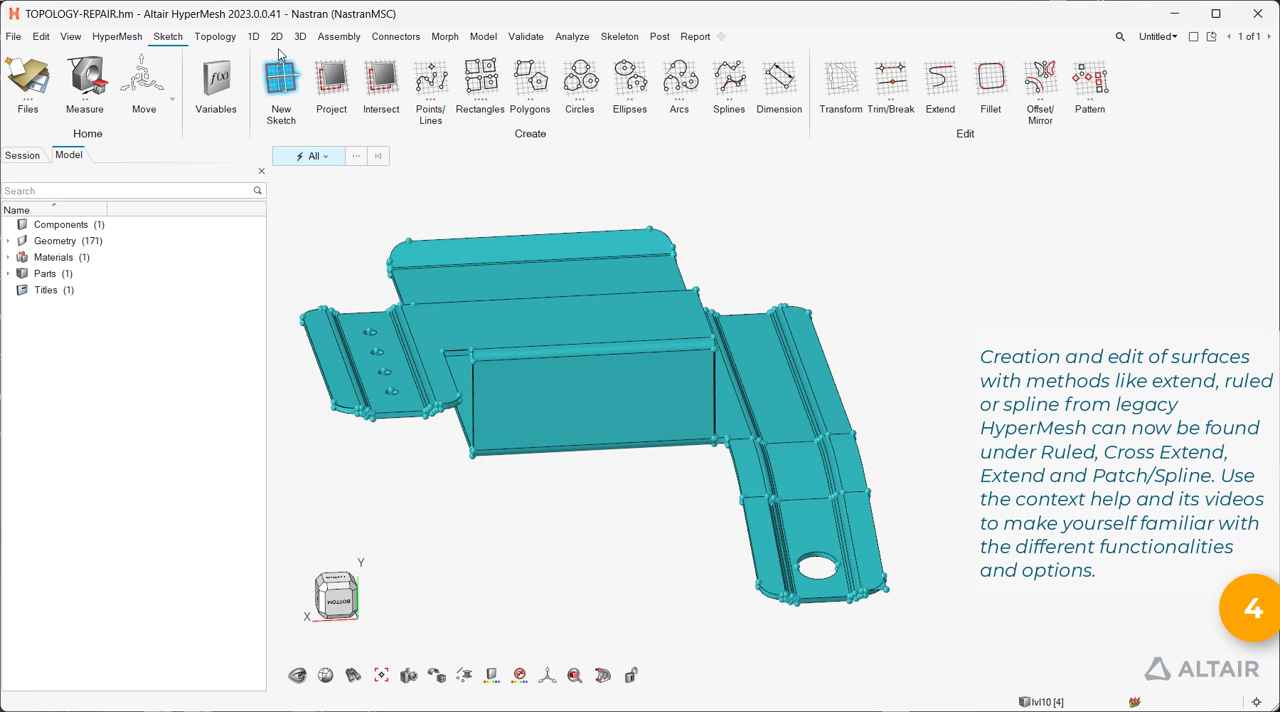 TOPOLOGY-REPAIR.hm - Altair HyperMesh 2023.0.0.41 - Nastran (NastranMSC)
File Edit View HyperMesh Sketch Topology 1D 2D 3D Assembly Connectors Morph Model Validate Analyze Skeleton Post Report Untitled 1 of 1
Files Measure Move Variables New Sketch Project Intersect Points/Lines Rectangles Polygons Circles Ellipses Arcs Splines Dimension Transform Trim/Break Extend Fillet Offset/Mirror Pattern
Home Create Edit
Session Model
All
Search
Name
Components (1)
Geometry (171)
Materials (1)
Parts (1)
Titles (1)
Creation and edit of surfaces
with methods like extend, ruled
or spline from legacy
HyperMesh can now be found
under Ruled, Cross Extend,
Extend and Patch/Spline. Use
the context help and its videos
to make yourself familiar with
the different functionalities
and options.
4
Y
BOTTOM
X
ALTAIR
lvl10 [4]